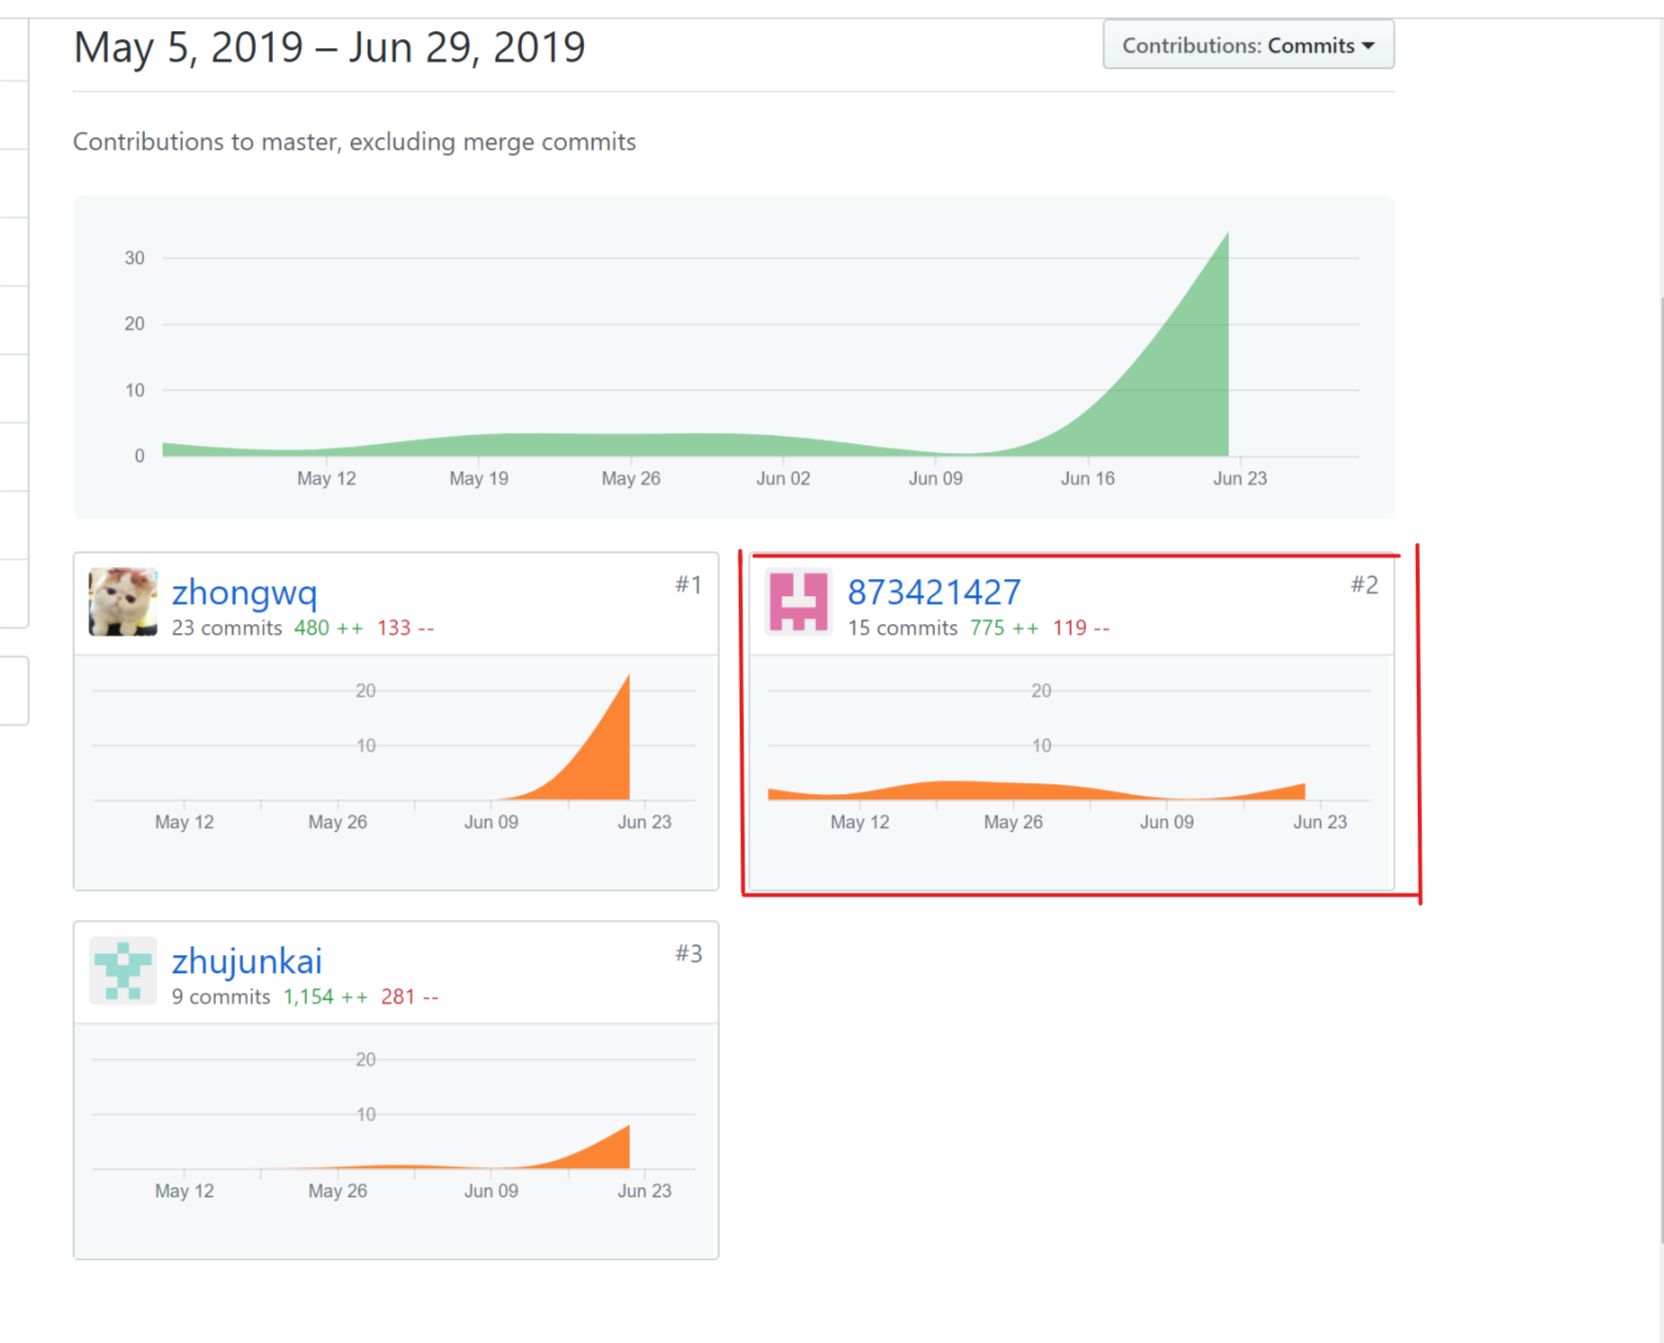 May 5, 2019 – Jun 29, 2019
Contributions: Commits
Contributions to master, excluding merge commits
30
20
10
0
May 12 May 19 May 26 Jun 02 Jun 09 Jun 16 Jun 23
zhongwq #1
23 commits 480 ++ 133 --
20
10
May 12 May 26 Jun 09 Jun 23
873421427 #2
15 commits 775 ++ 119 --
20
10
May 12 May 26 Jun 09 Jun 23
zhujunkai #3
9 commits 1,154 ++ 281 --
20
10
May 12 May 26 Jun 09 Jun 23